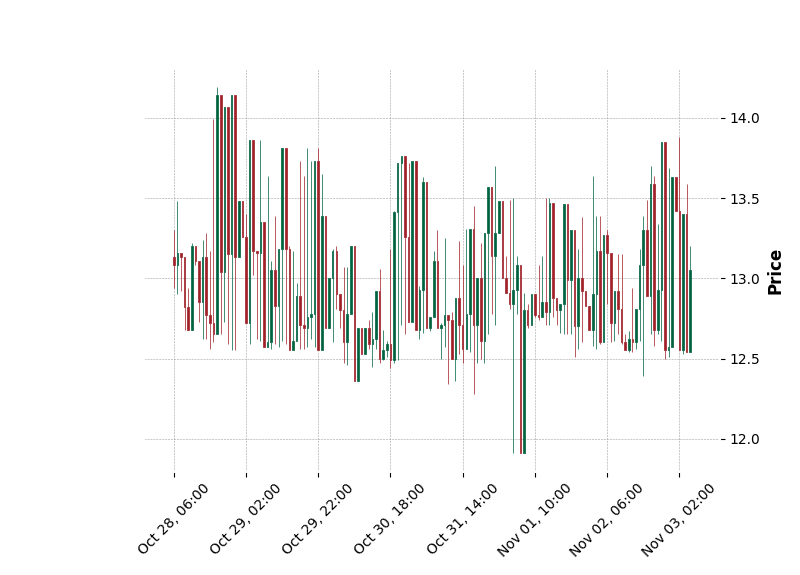 14.0
13.5
13.0
12.5
12.0
Price
Oct 28, 06:00
Oct 29, 02:00
Oct 29, 22:00
Oct 30, 18:00
Oct 31, 14:00
Nov 01, 10:00
Nov 02, 06:00
Nov 03, 02:00